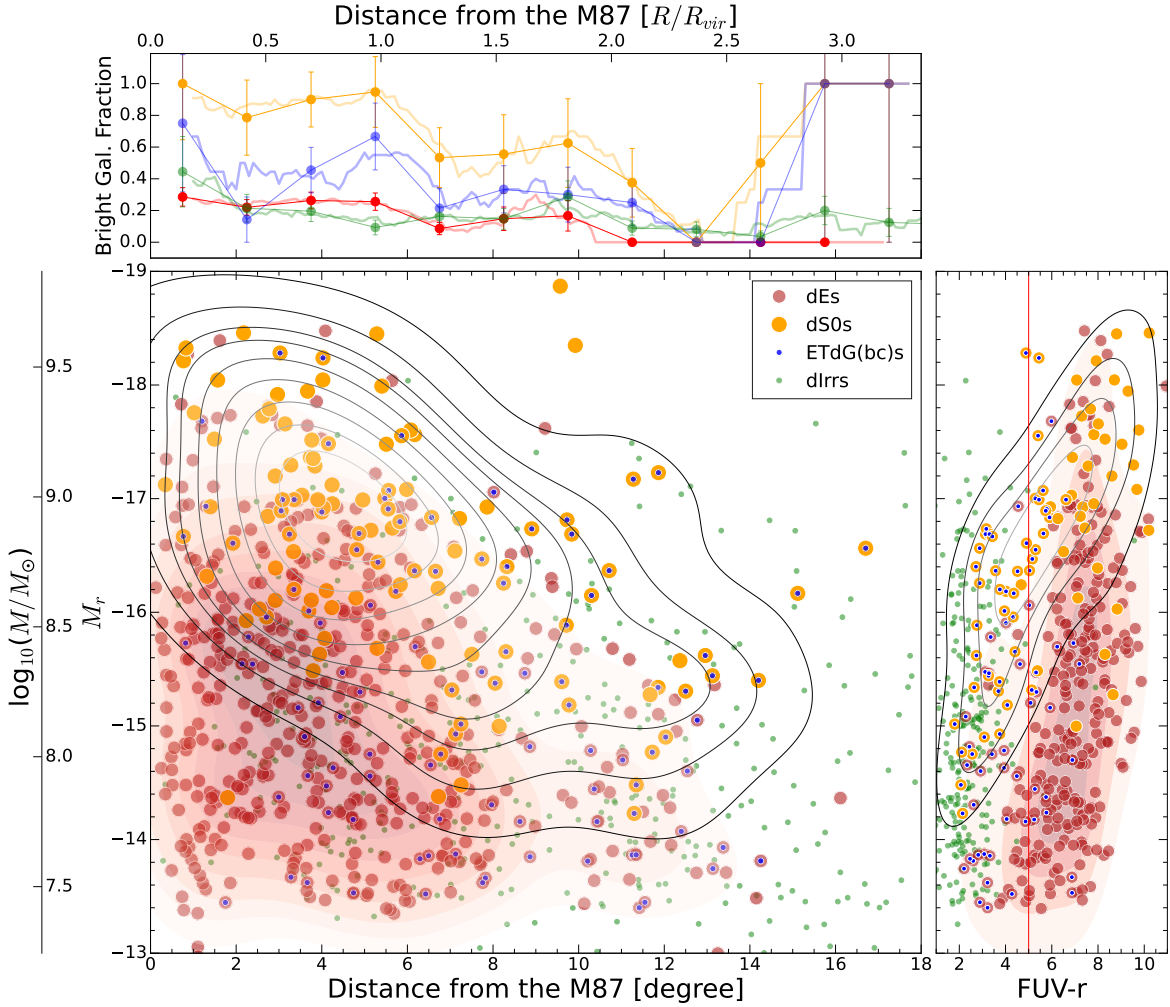 Distance from the M87 [R/R_vir]
0.0 0.5 1.0 1.5 2.0 2.5 3.0
Bright Gal. Fraction
1.0
0.8
0.6
0.4
0.2
0.0
log10(M/M⊙)
9.5
9.0
8.5
8.0
7.5
M_r
−19
−18
−17
−16
−15
−14
−13
dEs
dS0s
ETdG(bc)s
dIrrs
0 2 4 6 8 10 12 14 16 18
Distance from the M87 [degree]
2 4 6 8 10
FUV-r